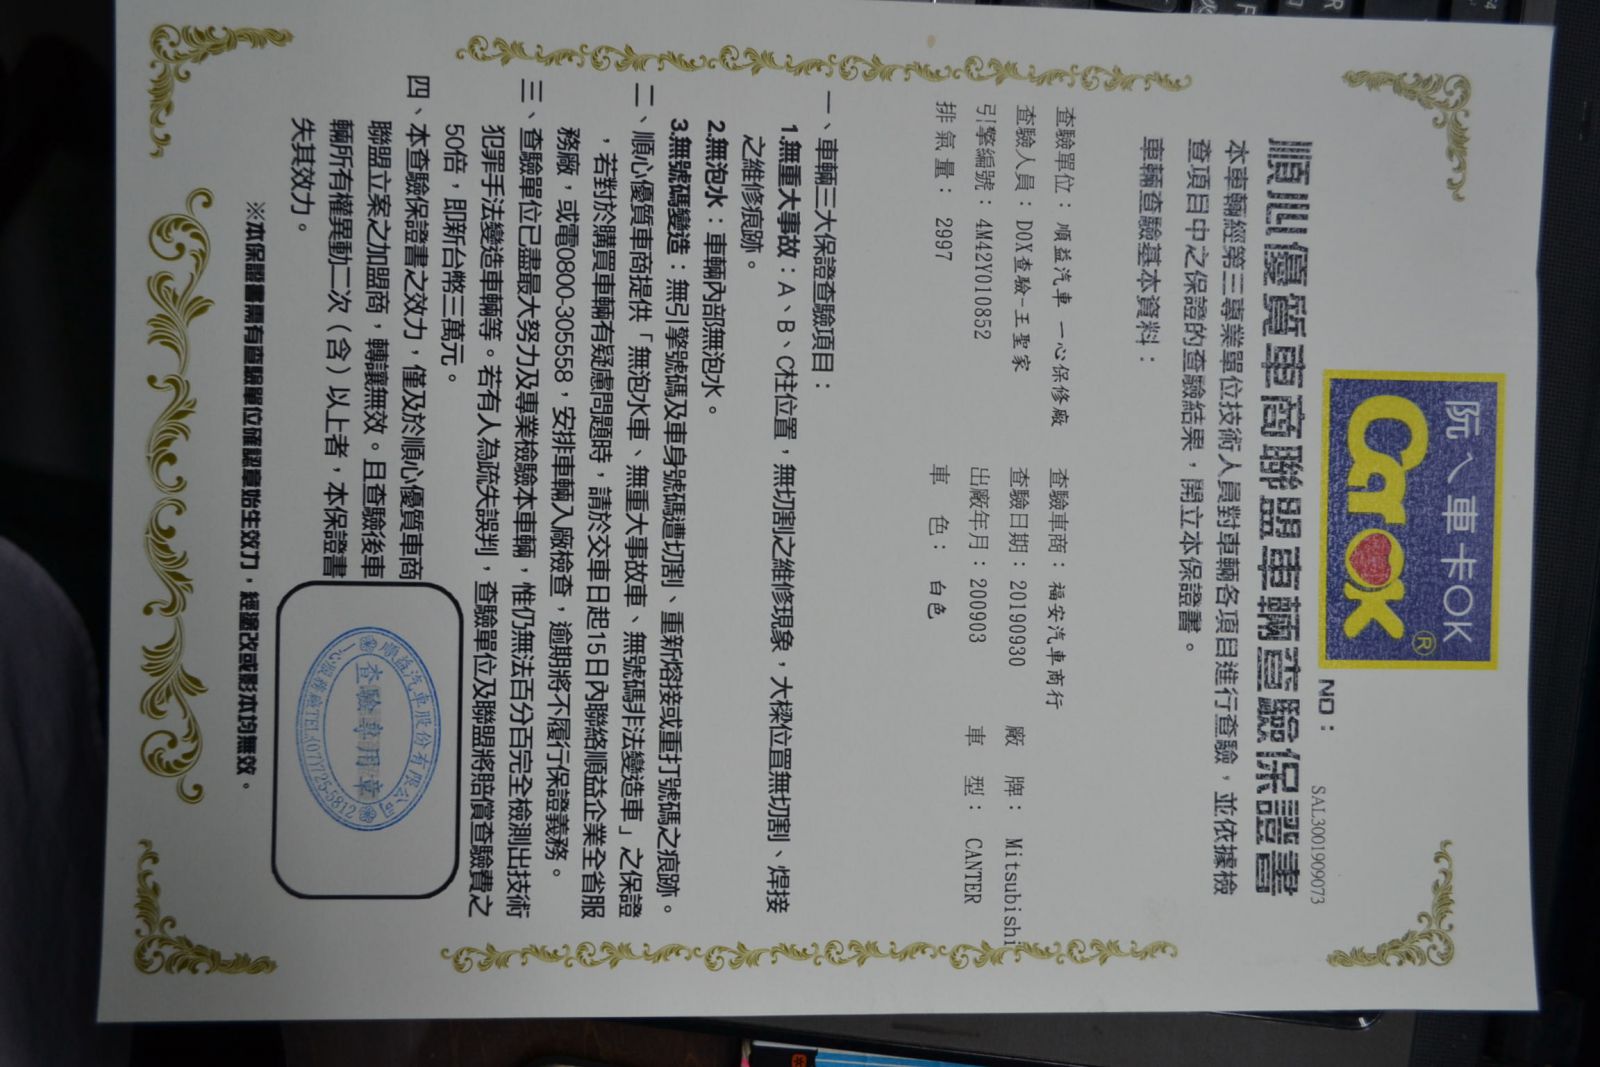 阮ㄟ車卡OK
CarOK®
NO： SAL3001909073
順心優質車商聯盟車輛查驗保證書
本車輛經第三專業單位技術人員對車輛各項目進行查驗，並依據檢
查項目中之保證的查驗結果，開立本保證書。
車輛查驗基本資料：
查驗單位：順益汽車 一心保修廠 查驗車商：福安汽車商行
查驗人員：DOX查驗-王聖家 查驗日期：20190930 廠 牌： Mitsubishi
引擎編號：4M42Y010852 出廠年月：200903 車 型： CANTER
排 氣 量： 2997 車 色： 白色
一、車輛三大保證查驗項目：
1.無重大事故：A、B、C柱位置，無切割之維修現象，大樑位置無切割、焊接
之維修痕跡。
2.無泡水：車輛內部無泡水。
3.無號碼變造：無引擎號碼及車身號碼遭切割、重新熔接或重打號碼之痕跡。
二、順心優質車商提供「無泡水車、無重大事故車、無號碼非法變造車」之保證
，若對於購買車輛有疑慮問題時，請於交車日起15日內聯絡順益企業全省服
務廠，或電0800-305558，安排車輛入廠檢查，逾期將不履行保證義務。
三、查驗單位已盡最大努力及專業檢驗本車輛，惟仍無法百分百完全檢測出技術
犯罪手法變造車輛等。若有人為疏失誤判，查驗單位及聯盟將賠償查驗費之
50倍，即新台幣三萬元。
四、本查驗保證書之效力，僅及於順心優質車商
聯盟立案之加盟商，轉讓無效。且查驗後車
輛所有權異動二次（含）以上者，本保證書
失其效力。
順益汽車股份有限公司
查驗專用章
一心服務廠TEL:(07)725-5812
※本保證書需有查驗單位確認章始生效力，經塗改或影本均無效。